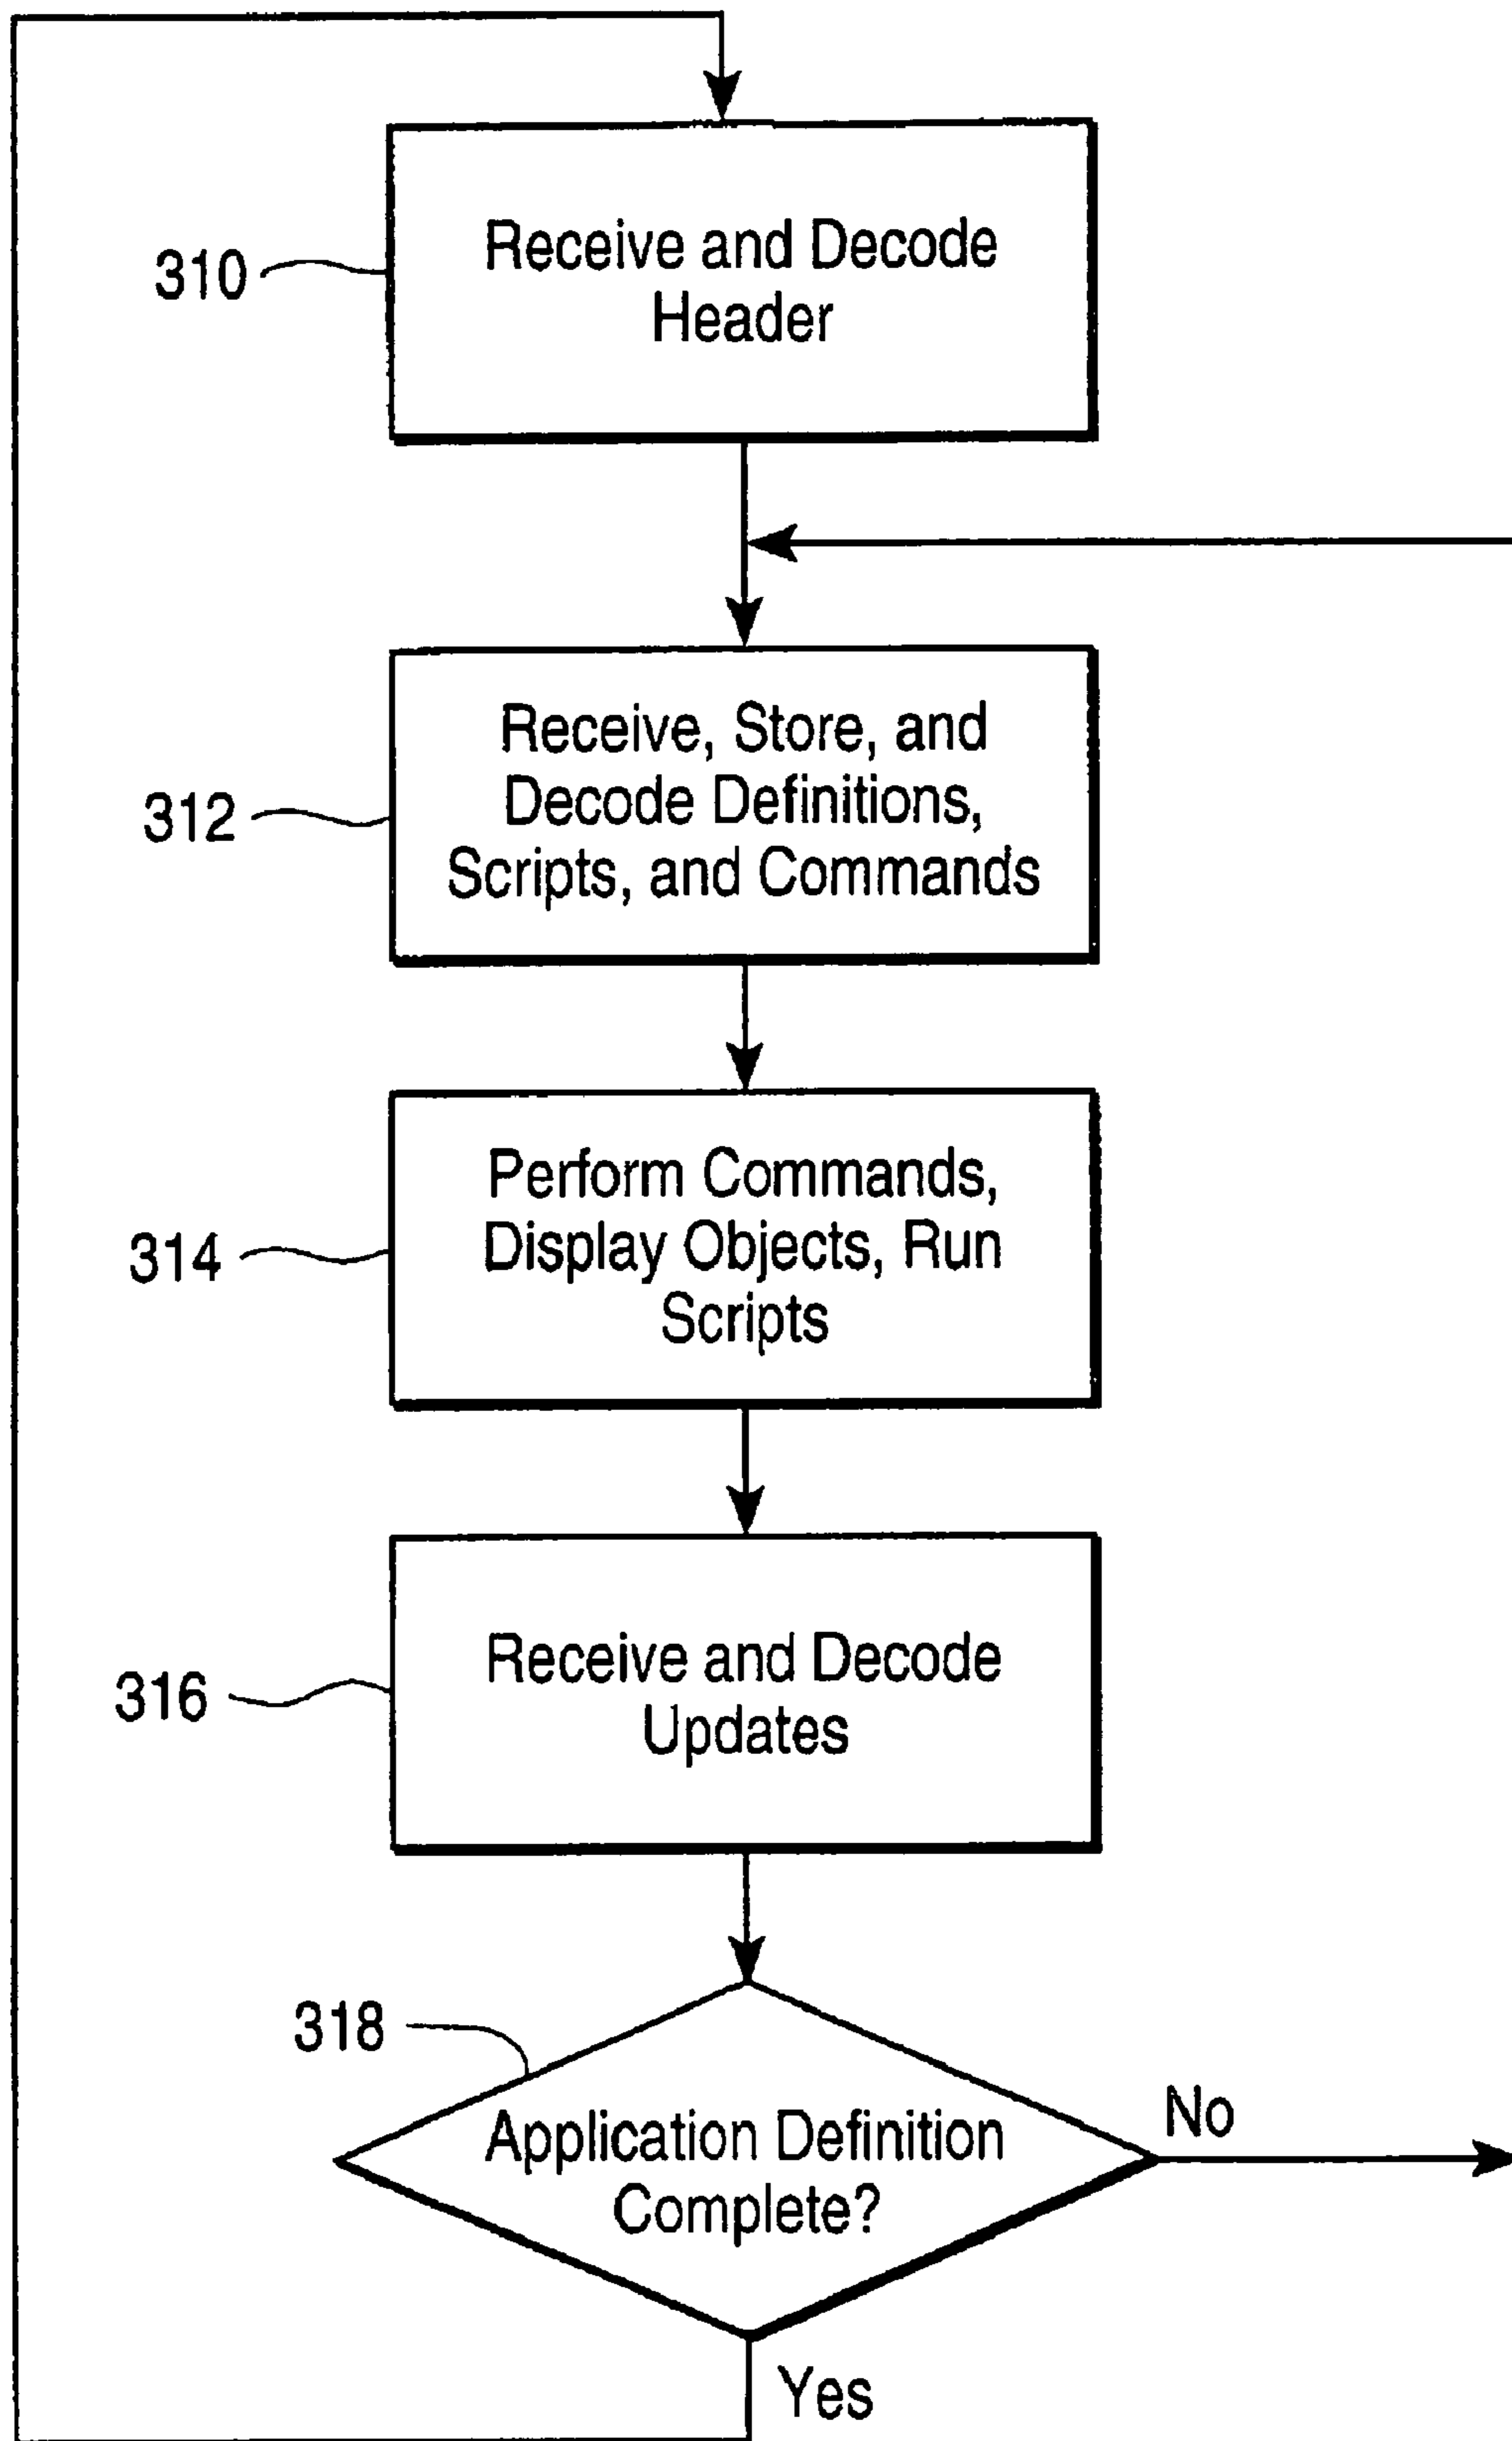 310
Receive and Decode
Header
312
Receive, Store, and
Decode Definitions,
Scripts, and Commands
314
Perform Commands,
Display Objects, Run
Scripts
316
Receive and Decode
Updates
318
Application Definition
Complete?
No
Yes